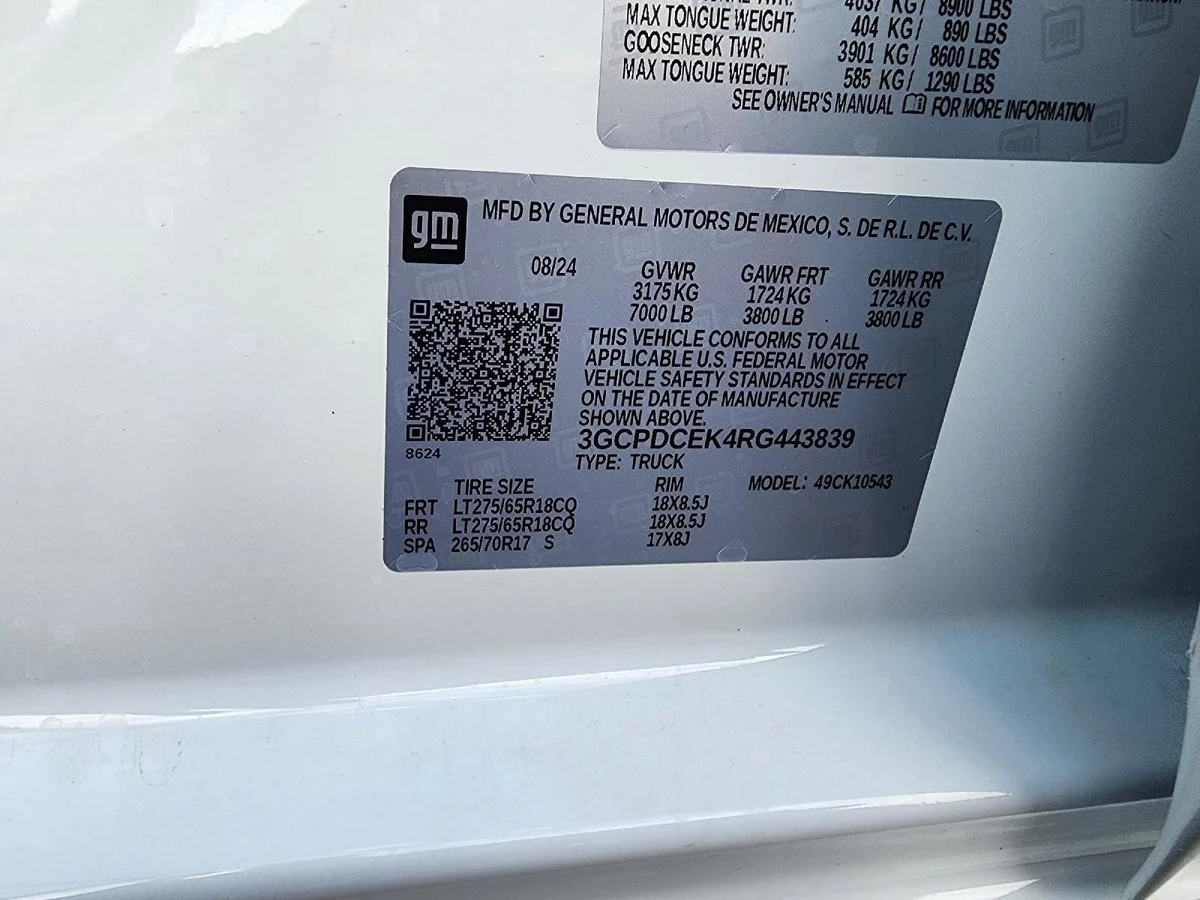 4037 KG/ 8900 LBS
MAX TONGUE WEIGHT: 404 KG/ 890 LBS
GOOSENECK TWR: 3901 KG/ 8600 LBS
MAX TONGUE WEIGHT: 585 KG/ 1290 LBS
SEE OWNER'S MANUAL FOR MORE INFORMATION
gm MFD BY GENERAL MOTORS DE MEXICO, S. DE R.L. DE C.V.
08/24 GVWR GAWR FRT GAWR RR
3175 KG 1724 KG 1724 KG
7000 LB 3800 LB 3800 LB
THIS VEHICLE CONFORMS TO ALL
APPLICABLE U.S. FEDERAL MOTOR
VEHICLE SAFETY STANDARDS IN EFFECT
ON THE DATE OF MANUFACTURE
SHOWN ABOVE.
3GCPDCEK4RG443839
8624
TYPE: TRUCK
TIRE SIZE RIM MODEL: 49CK10543
FRT LT275/65R18CQ 18X8.5J
RR LT275/65R18CQ 18X8.5J
SPA 265/70R17 S 17X8J